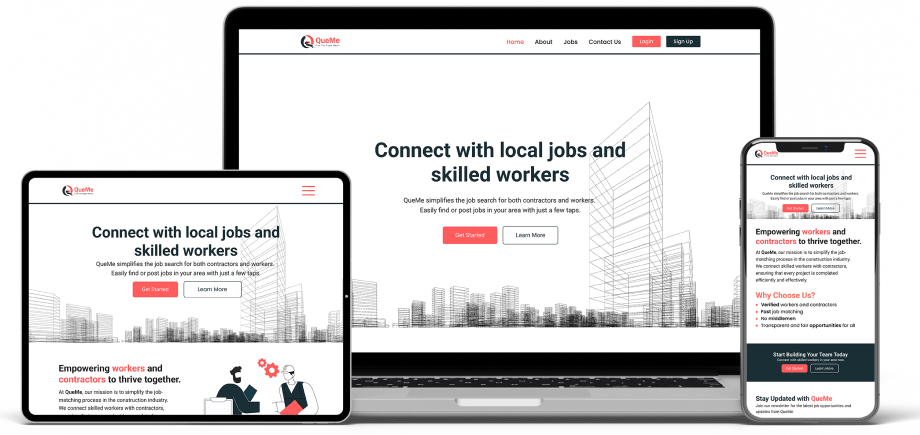 QueMe
Home About Jobs Contact Us Login Sign Up
Connect with local jobs and
skilled workers
QueMe simplifies the job search for both contractors and workers.
Easily find or post jobs in your area with just a few taps.
Get Started Learn More
QueMe
Connect with local jobs and
skilled workers
QueMe simplifies the job search for both contractors and workers.
Easily find or post jobs in your area with just a few taps.
Get Started Learn More
Empowering workers and
contractors to thrive together.
At QueMe, our mission is to simplify the job-
matching process in the construction industry.
We connect skilled workers with contractors,
QueMe
Connect with local jobs and
skilled workers
QueMe simplifies the job search for both contractors and workers.
Easily find or post jobs in your area with just a few taps.
Get Started Learn More
Empowering workers and
contractors to thrive together.
At QueMe, our mission is to simplify the job-
matching process in the construction industry.
We connect skilled workers with contractors,
ensuring that every project is completed
efficiently and effectively.
Why Choose Us?
Verified workers and contractors
Fast job matching
No middlemen
Transparent and fair opportunities for all
Start Building Your Team Today
Connect with skilled workers in your area now.
Get Started Learn More
Stay Updated with QueMe
Join our newsletter for the latest job opportunities and
updates from QueMe